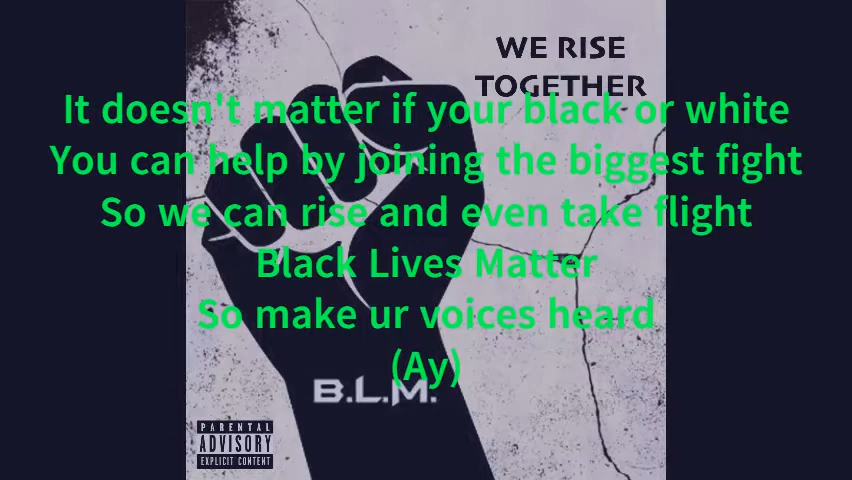 WE RISE
TOGETHER
It doesn't matter if your black or white
You can help by joining the biggest fight
So we can rise and even take flight
Black Lives Matter
So make ur voices heard
(Ay)
B.L.M.
PARENTAL
ADVISORY
EXPLICIT CONTENT